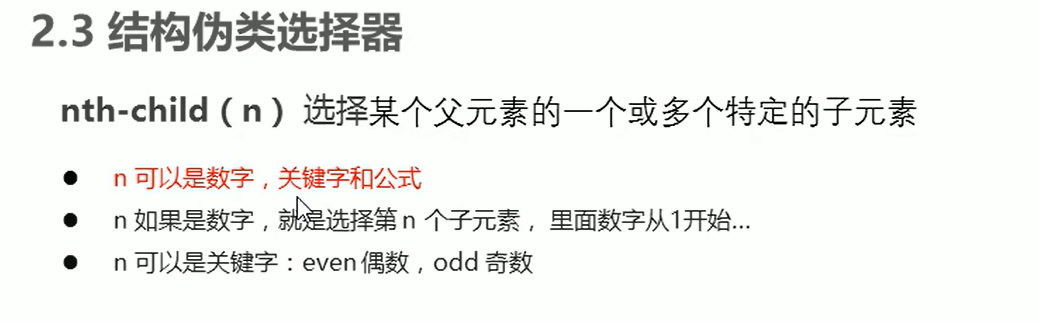 2.3 结构伪类选择器
nth-child（n） 选择某个父元素的一个或多个特定的子元素
● n 可以是数字，关键字和公式
● n 如果是数字，就是选择第 n 个子元素， 里面数字从1开始…
● n 可以是关键字：even 偶数，odd 奇数